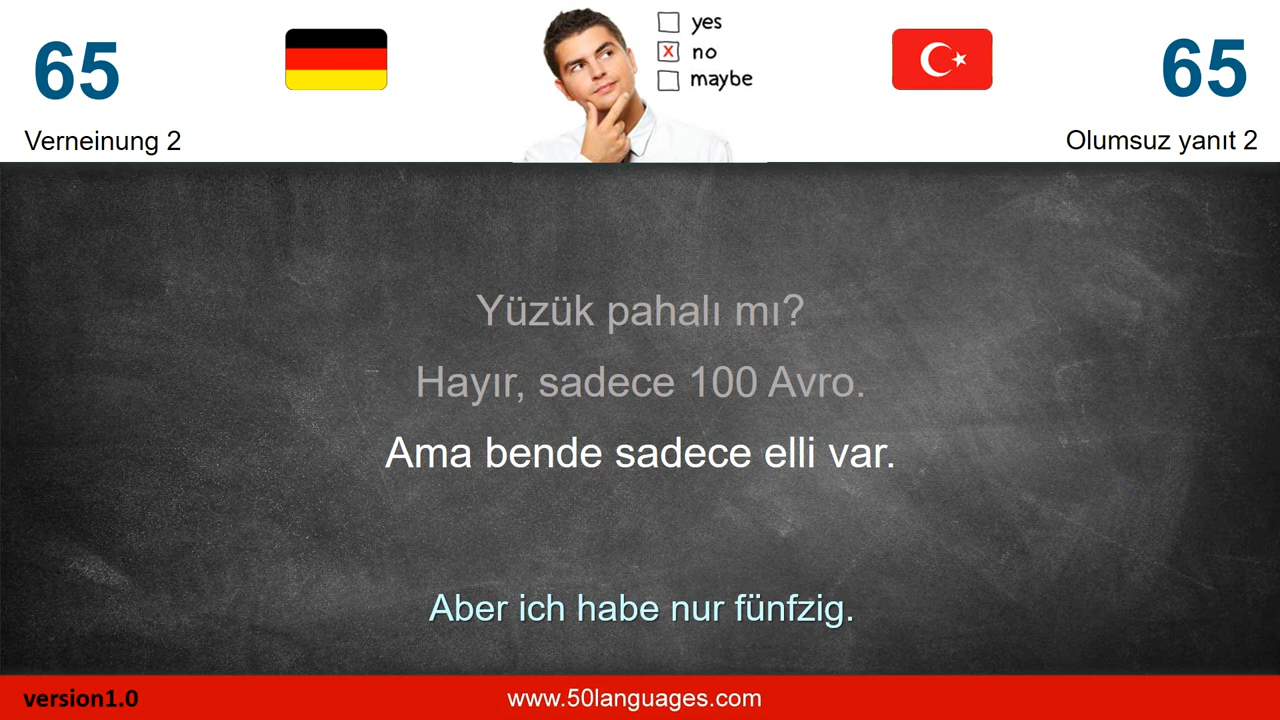 65
65
yes
X no
maybe
Verneinung 2
Olumsuz yanıt 2
Yüzük pahalı mı?
Hayır, sadece 100 Avro.
Ama bende sadece elli var.
Aber ich habe nur fünfzig.
version1.0
www.50languages.com